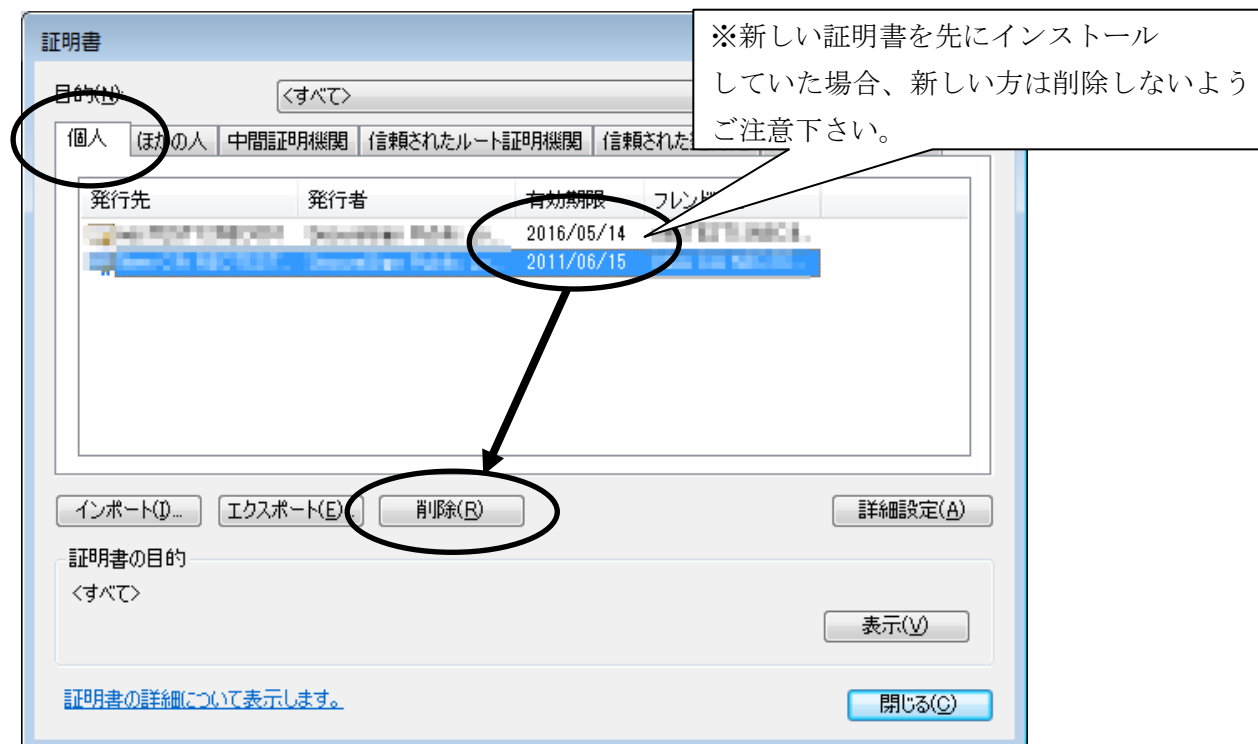 証明書
※新しい証明書を先にインストール
していた場合、新しい方は削除しないよう
ご注意下さい。
目的(N):
<すべて>
個人 ほかの人 中間証明機関 信頼されたルート証明機関 信頼された
発行先 発行者 有効期限 フレンド
2016/05/14
2011/06/15
インポート(I)... エクスポート(E)... 削除(R) 詳細設定(A)
証明書の目的
<すべて>
表示(V)
証明書の詳細について表示します。
閉じる(C)